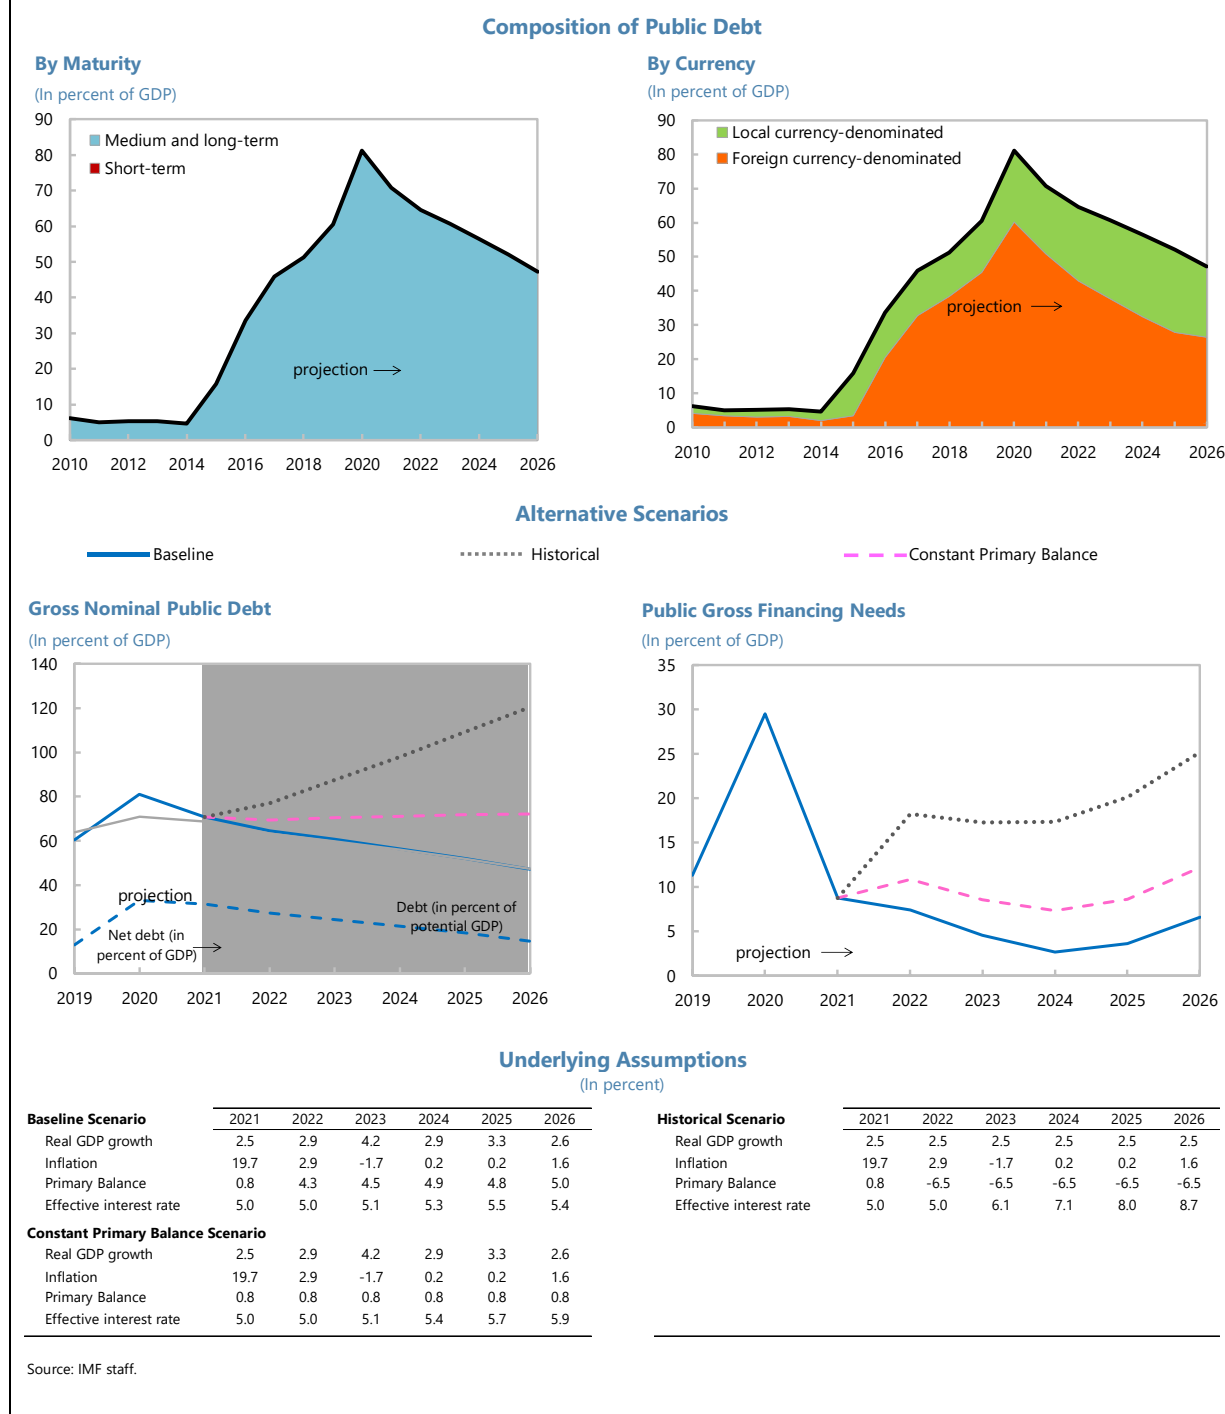 Composition of Public Debt
By Maturity
(In percent of GDP)
90
80
70
60
50
40
30
20
10
0
Medium and long-term
Short-term
projection
2010 2012 2014 2016 2018 2020 2022 2024 2026
By Currency
(In percent of GDP)
90
80
70
60
50
40
30
20
10
0
Local currency-denominated
Foreign currency-denominated
projection
2010 2012 2014 2016 2018 2020 2022 2024 2026
Alternative Scenarios
Baseline Historical Constant Primary Balance
Gross Nominal Public Debt
(In percent of GDP)
140
120
100
80
60
40
20
0
projection
Net debt (in
percent of GDP)
Debt (in percent of
potential GDP)
2019 2020 2021 2022 2023 2024 2025 2026
Public Gross Financing Needs
(In percent of GDP)
35
30
25
20
15
10
5
0
projection
2019 2020 2021 2022 2023 2024 2025 2026
Underlying Assumptions
(In percent)
Baseline Scenario 2021 2022 2023 2024 2025 2026
Real GDP growth 2.5 2.9 4.2 2.9 3.3 2.6
Inflation 19.7 2.9 -1.7 0.2 0.2 1.6
Primary Balance 0.8 4.3 4.5 4.9 4.8 5.0
Effective interest rate 5.0 5.0 5.1 5.3 5.5 5.4
Constant Primary Balance Scenario
Real GDP growth 2.5 2.9 4.2 2.9 3.3 2.6
Inflation 19.7 2.9 -1.7 0.2 0.2 1.6
Primary Balance 0.8 0.8 0.8 0.8 0.8 0.8
Effective interest rate 5.0 5.0 5.1 5.4 5.7 5.9
Historical Scenario 2021 2022 2023 2024 2025 2026
Real GDP growth 2.5 2.5 2.5 2.5 2.5 2.5
Inflation 19.7 2.9 -1.7 0.2 0.2 1.6
Primary Balance 0.8 -6.5 -6.5 -6.5 -6.5 -6.5
Effective interest rate 5.0 5.0 6.1 7.1 8.0 8.7
Source: IMF staff.